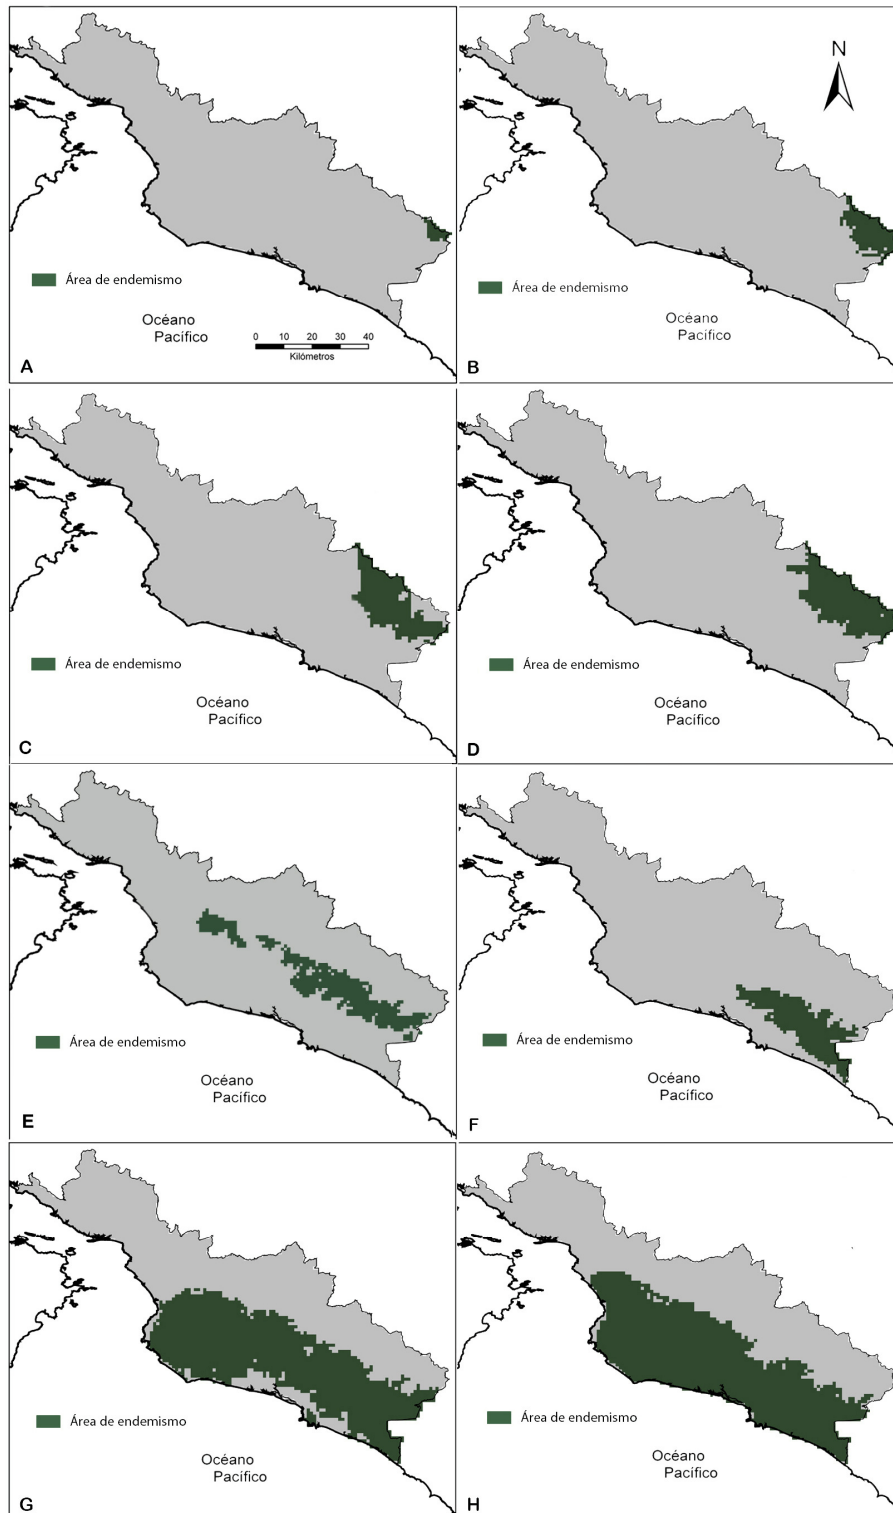 Área de endemismo
Océano
Pacífico
0 10 20 30 40
Kilómetros
A
N
Área de endemismo
Océano
Pacífico
B
Área de endemismo
Océano
Pacífico
C
Área de endemismo
Océano
Pacífico
D
Área de endemismo
Océano
Pacífico
E
Área de endemismo
Océano
Pacífico
F
Área de endemismo
Océano
Pacífico
G
Área de endemismo
Océano
Pacífico
H